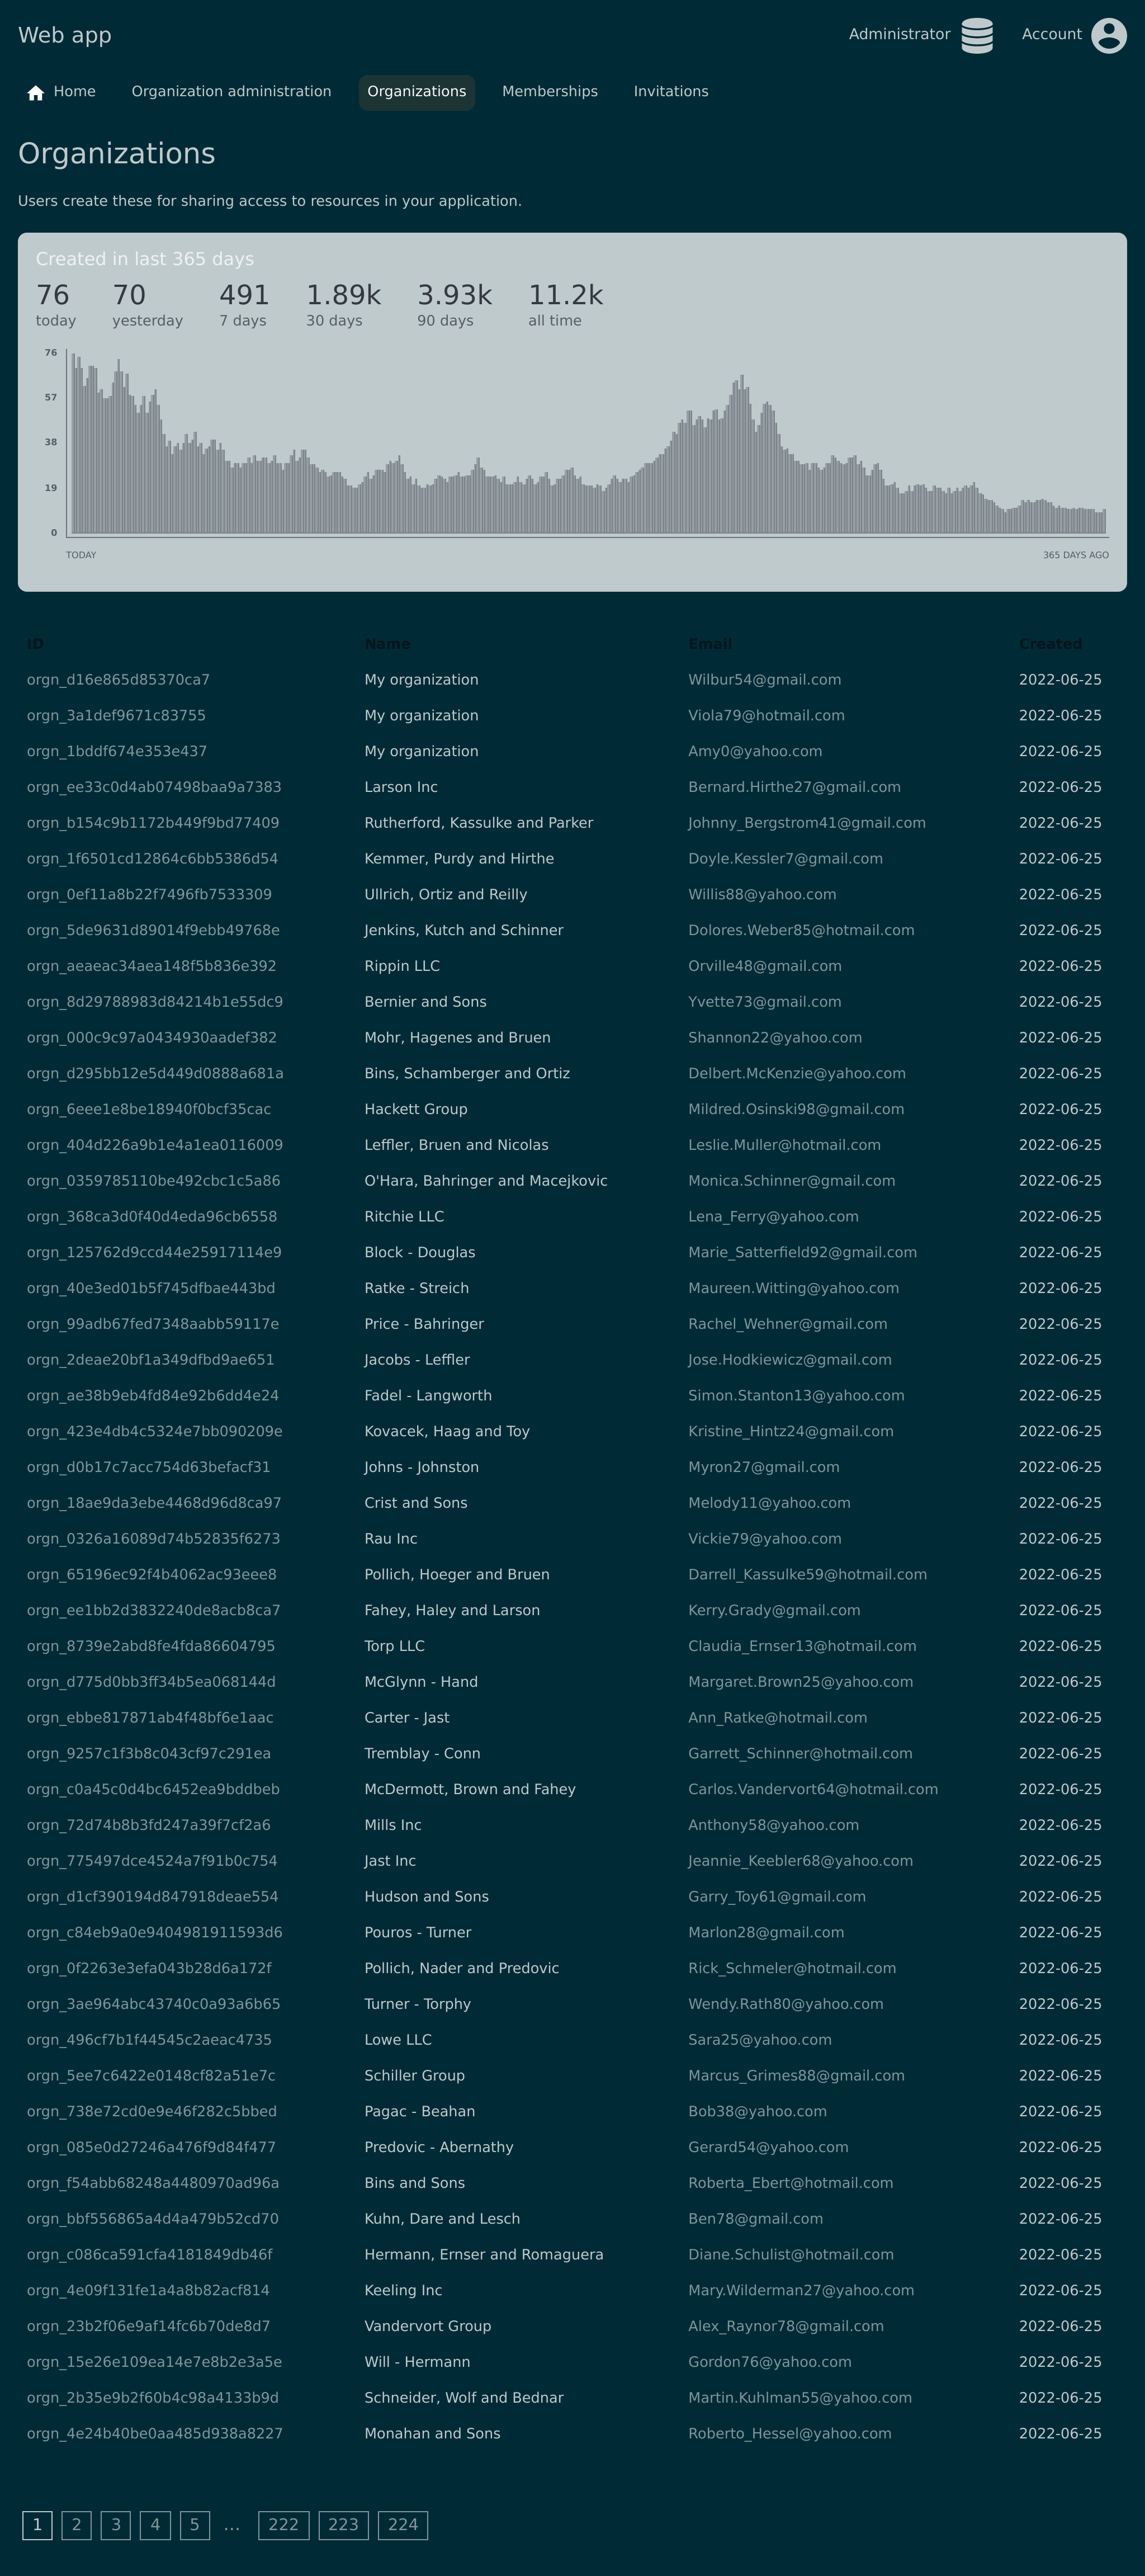 Web app
Administrator Account
Home Organization administration Organizations Memberships Invitations
Organizations
Users create these for sharing access to resources in your application.
Created in last 365 days
76 70 491 1.89k 3.93k 11.2k
today yesterday 7 days 30 days 90 days all time
76
57
38
19
0
TODAY 365 DAYS AGO
ID Name Email Created
orgn_d16e865d85370ca7 My organization Wilbur54@gmail.com 2022-06-25
orgn_3a1def9671c83755 My organization Viola79@hotmail.com 2022-06-25
orgn_1bddf674e353e437 My organization Amy0@yahoo.com 2022-06-25
orgn_ee33c0d4ab07498baa9a7383 Larson Inc Bernard.Hirthe27@gmail.com 2022-06-25
orgn_b154c9b1172b449f9bd77409 Rutherford, Kassulke and Parker Johnny_Bergstrom41@gmail.com 2022-06-25
orgn_1f6501cd12864c6bb5386d54 Kemmer, Purdy and Hirthe Doyle.Kessler7@gmail.com 2022-06-25
orgn_0ef11a8b22f7496fb7533309 Ullrich, Ortiz and Reilly Willis88@yahoo.com 2022-06-25
orgn_5de9631d89014f9ebb49768e Jenkins, Kutch and Schinner Dolores.Weber85@hotmail.com 2022-06-25
orgn_aeaeac34aea148f5b836e392 Rippin LLC Orville48@gmail.com 2022-06-25
orgn_8d29788983d84214b1e55dc9 Bernier and Sons Yvette73@gmail.com 2022-06-25
orgn_000c9c97a0434930aadef382 Mohr, Hagenes and Bruen Shannon22@yahoo.com 2022-06-25
orgn_d295bb12e5d449d0888a681a Bins, Schamberger and Ortiz Delbert.McKenzie@yahoo.com 2022-06-25
orgn_6eee1e8be18940f0bcf35cac Hackett Group Mildred.Osinski98@gmail.com 2022-06-25
orgn_404d226a9b1e4a1ea0116009 Leffler, Bruen and Nicolas Leslie.Muller@hotmail.com 2022-06-25
orgn_0359785110be492cbc1c5a86 O'Hara, Bahringer and Macejkovic Monica.Schinner@gmail.com 2022-06-25
orgn_368ca3d0f40d4eda96cb6558 Ritchie LLC Lena_Ferry@yahoo.com 2022-06-25
orgn_125762d9ccd44e25917114e9 Block - Douglas Marie_Satterfield92@gmail.com 2022-06-25
orgn_40e3ed01b5f745dfbae443bd Ratke - Streich Maureen.Witting@yahoo.com 2022-06-25
orgn_99adb67fed7348aabb59117e Price - Bahringer Rachel_Wehner@gmail.com 2022-06-25
orgn_2deae20bf1a349dfbd9ae651 Jacobs - Leffler Jose.Hodkiewicz@gmail.com 2022-06-25
orgn_ae38b9eb4fd84e92b6dd4e24 Fadel - Langworth Simon.Stanton13@yahoo.com 2022-06-25
orgn_423e4db4c5324e7bb090209e Kovacek, Haag and Toy Kristine_Hintz24@gmail.com 2022-06-25
orgn_d0b17c7acc754d63befacf31 Johns - Johnston Myron27@gmail.com 2022-06-25
orgn_18ae9da3ebe4468d96d8ca97 Crist and Sons Melody11@yahoo.com 2022-06-25
orgn_0326a16089d74b52835f6273 Rau Inc Vickie79@yahoo.com 2022-06-25
orgn_65196ec92f4b4062ac93eee8 Pollich, Hoeger and Bruen Darrell_Kassulke59@hotmail.com 2022-06-25
orgn_ee1bb2d3832240de8acb8ca7 Fahey, Haley and Larson Kerry.Grady@gmail.com 2022-06-25
orgn_8739e2abd8fe4fda86604795 Torp LLC Claudia_Ernser13@hotmail.com 2022-06-25
orgn_d775d0bb3ff34b5ea068144d McGlynn - Hand Margaret.Brown25@yahoo.com 2022-06-25
orgn_ebbe817871ab4f48bf6e1aac Carter - Jast Ann_Ratke@hotmail.com 2022-06-25
orgn_9257c1f3b8c043cf97c291ea Tremblay - Conn Garrett_Schinner@hotmail.com 2022-06-25
orgn_c0a45c0d4bc6452ea9bddbeb McDermott, Brown and Fahey Carlos.Vandervort64@hotmail.com 2022-06-25
orgn_72d74b8b3fd247a39f7cf2a6 Mills Inc Anthony58@yahoo.com 2022-06-25
orgn_775497dce4524a7f91b0c754 Jast Inc Jeannie_Keebler68@yahoo.com 2022-06-25
orgn_d1cf390194d847918deae554 Hudson and Sons Garry_Toy61@gmail.com 2022-06-25
orgn_c84eb9a0e9404981911593d6 Pouros - Turner Marlon28@gmail.com 2022-06-25
orgn_0f2263e3efa043b28d6a172f Pollich, Nader and Predovic Rick_Schmeler@hotmail.com 2022-06-25
orgn_3ae964abc43740c0a93a6b65 Turner - Torphy Wendy.Rath80@yahoo.com 2022-06-25
orgn_496cf7b1f44545c2aeac4735 Lowe LLC Sara25@yahoo.com 2022-06-25
orgn_5ee7c6422e0148cf82a51e7c Schiller Group Marcus_Grimes88@gmail.com 2022-06-25
orgn_738e72cd0e9e46f282c5bbed Pagac - Beahan Bob38@yahoo.com 2022-06-25
orgn_085e0d27246a476f9d84f477 Predovic - Abernathy Gerard54@yahoo.com 2022-06-25
orgn_f54abb68248a4480970ad96a Bins and Sons Roberta_Ebert@hotmail.com 2022-06-25
orgn_bbf556865a4d4a479b52cd70 Kuhn, Dare and Lesch Ben78@gmail.com 2022-06-25
orgn_c086ca591cfa4181849db46f Hermann, Ernser and Romaguera Diane.Schulist@hotmail.com 2022-06-25
orgn_4e09f131fe1a4a8b82acf814 Keeling Inc Mary.Wilderman27@yahoo.com 2022-06-25
orgn_23b2f06e9af14fc6b70de8d7 Vandervort Group Alex_Raynor78@gmail.com 2022-06-25
orgn_15e26e109ea14e7e8b2e3a5e Will - Hermann Gordon76@yahoo.com 2022-06-25
orgn_2b35e9b2f60b4c98a4133b9d Schneider, Wolf and Bednar Martin.Kuhlman55@yahoo.com 2022-06-25
orgn_4e24b40be0aa485d938a8227 Monahan and Sons Roberto_Hessel@yahoo.com 2022-06-25
1 2 3 4 5 … 222 223 224